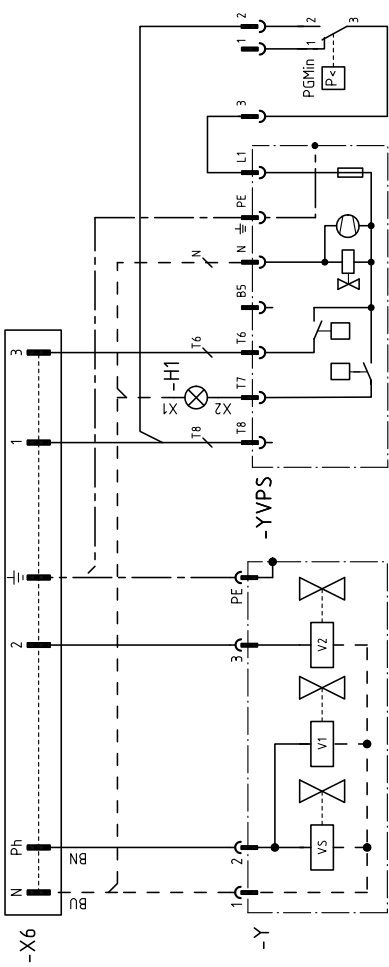 -X6
N
Ph
2
1
3
BU
BN
T8
X1
X2
-H1
T6
N
2
1
3
2
1
3
PGMin
P<
1
2
3
PE
T8
T7
T6
B5
N
PE
L1
-Y
VS
V1
V2
-YVPS